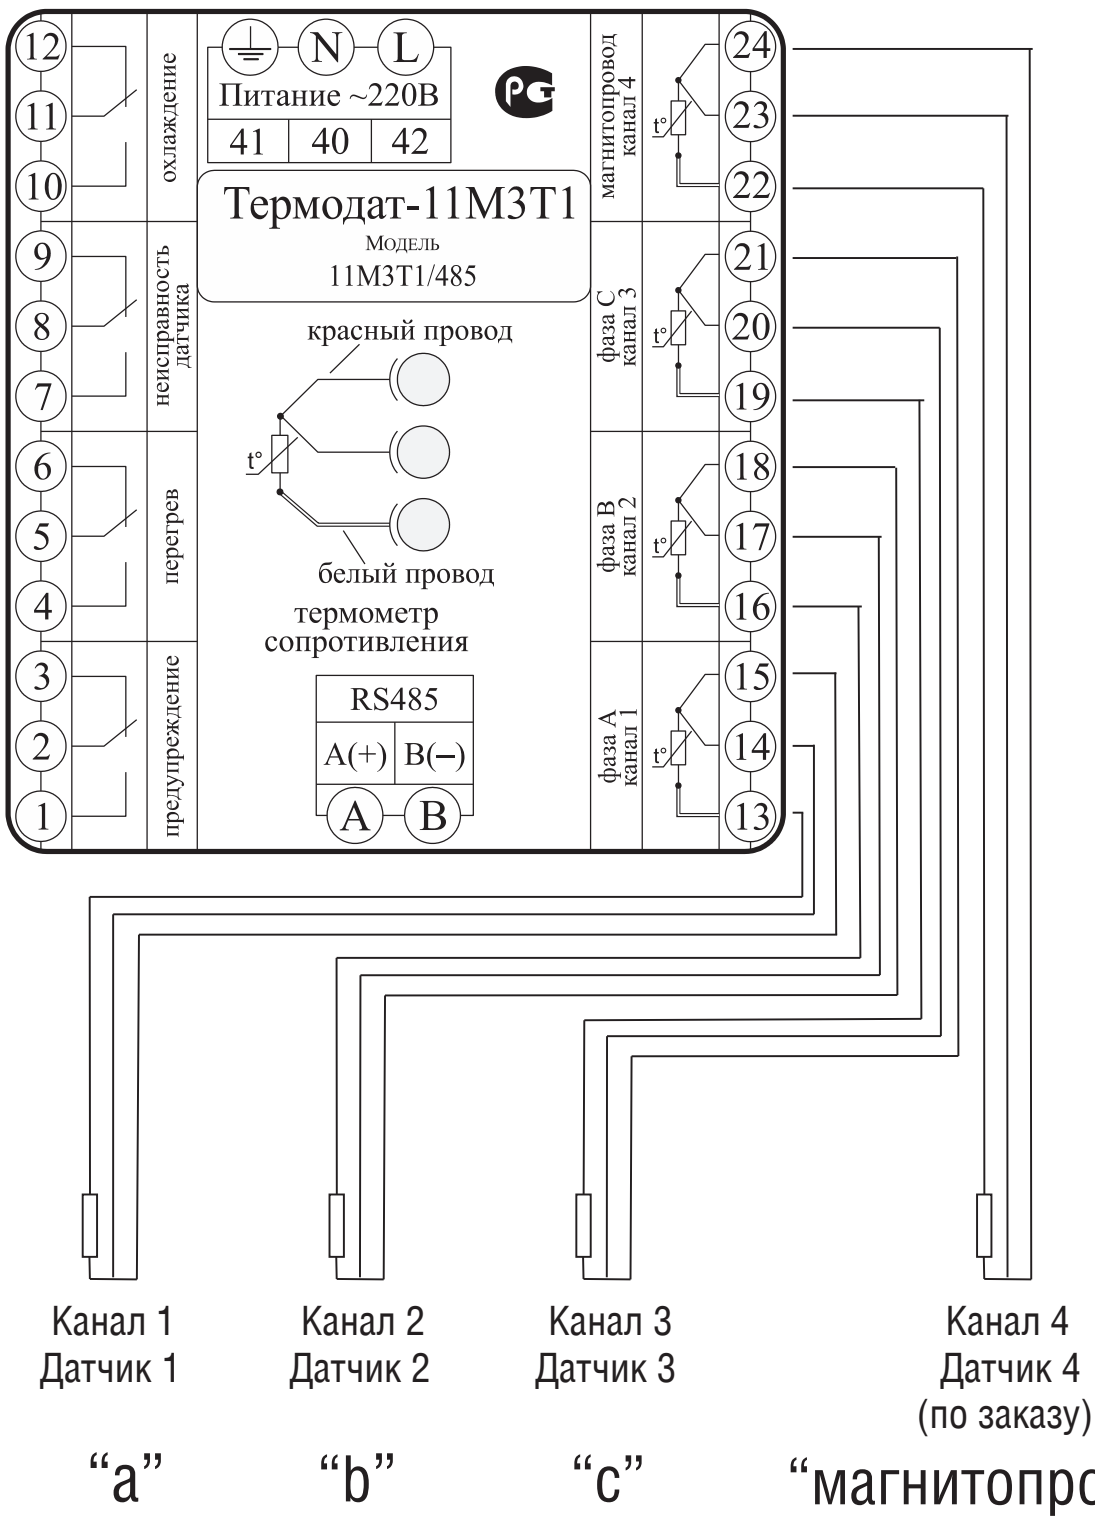 12
11
10
9
8
7
6
5
4
3
2
1
охлаждение
неисправность
датчика
перегрев
предупреждение
N
L
Питание ~220В
41
40
42
РСТ
Термодат-11М3Т1
Модель
11М3Т1/485
красный провод
t°
белый провод
термометр
сопротивления
RS485
A(+)
B(–)
A
B
магнитопровод
канал 4
фаза С
канал 3
фаза В
канал 2
фаза А
канал 1
t°
t°
t°
t°
24
23
22
21
20
19
18
17
16
15
14
13
Канал 1
Датчик 1
“a”
Канал 2
Датчик 2
“b”
Канал 3
Датчик 3
“c”
Канал 4
Датчик 4
(по заказу)
“магнитопро